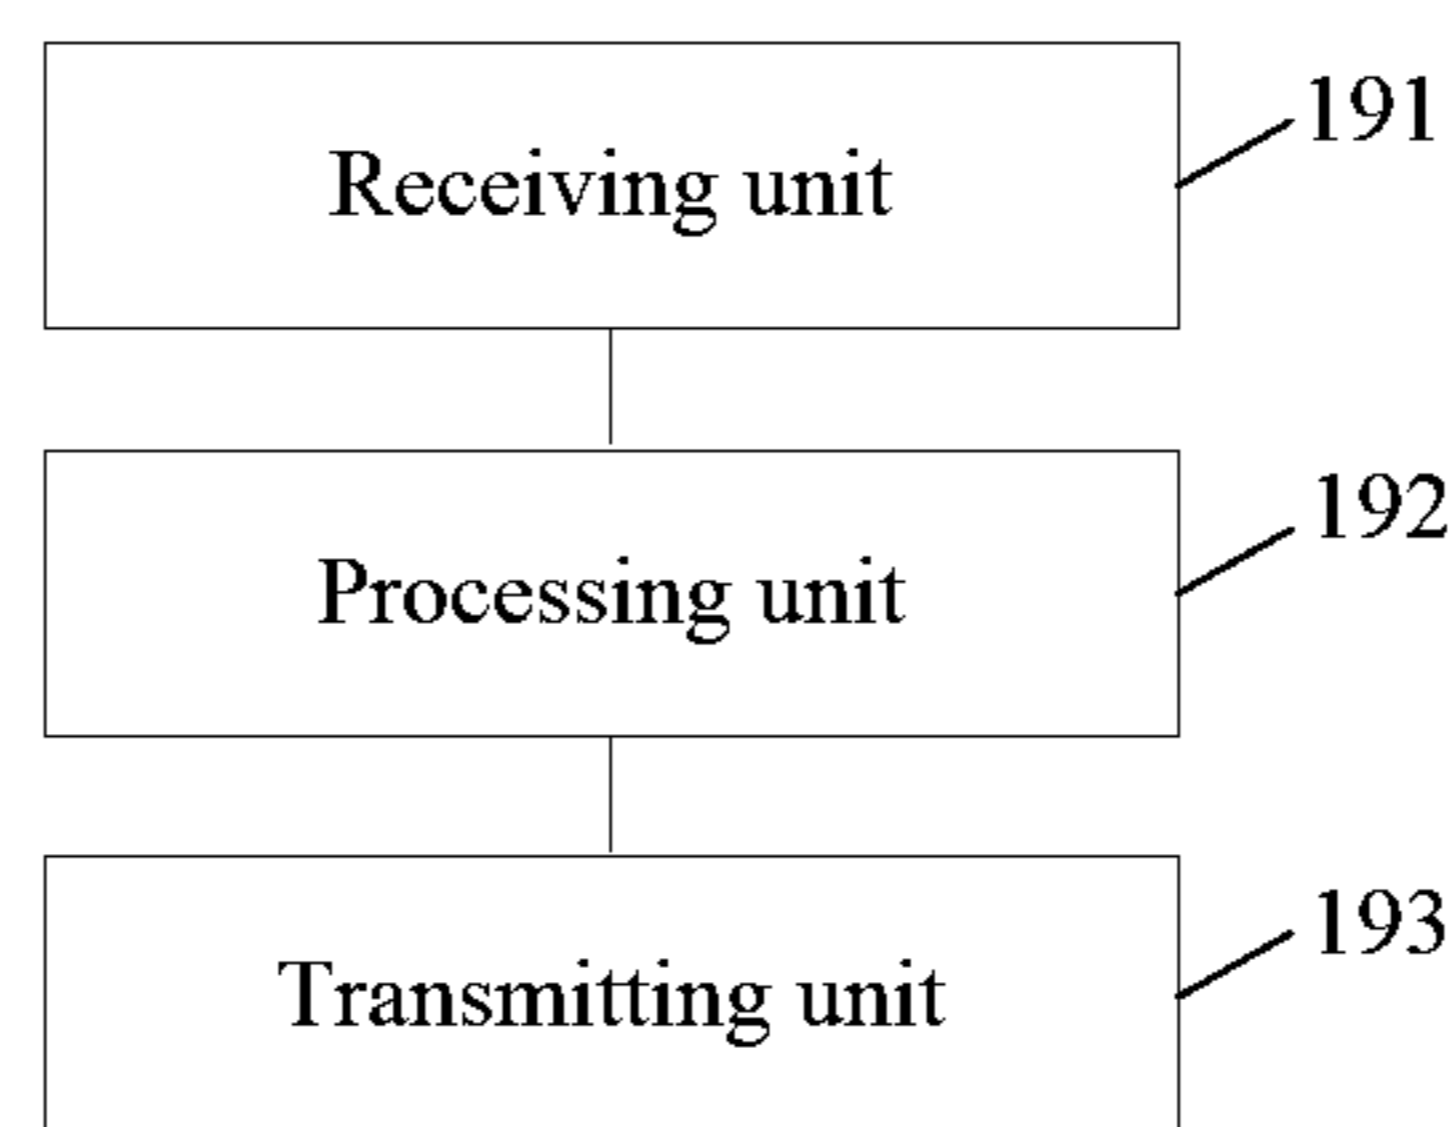 Receiving unit
191
Processing unit
192
Transmitting unit
193